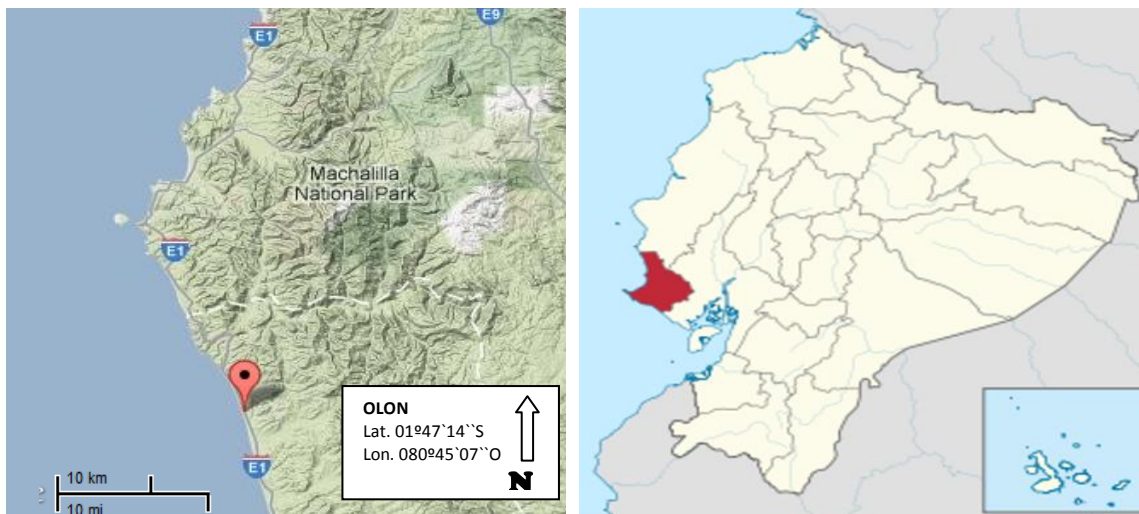 E1
E9
Machalilla
National Park
E1
OLON
Lat. 01º47`14``S
Lon. 080º45`07``O
N
E1
10 km
10 mi